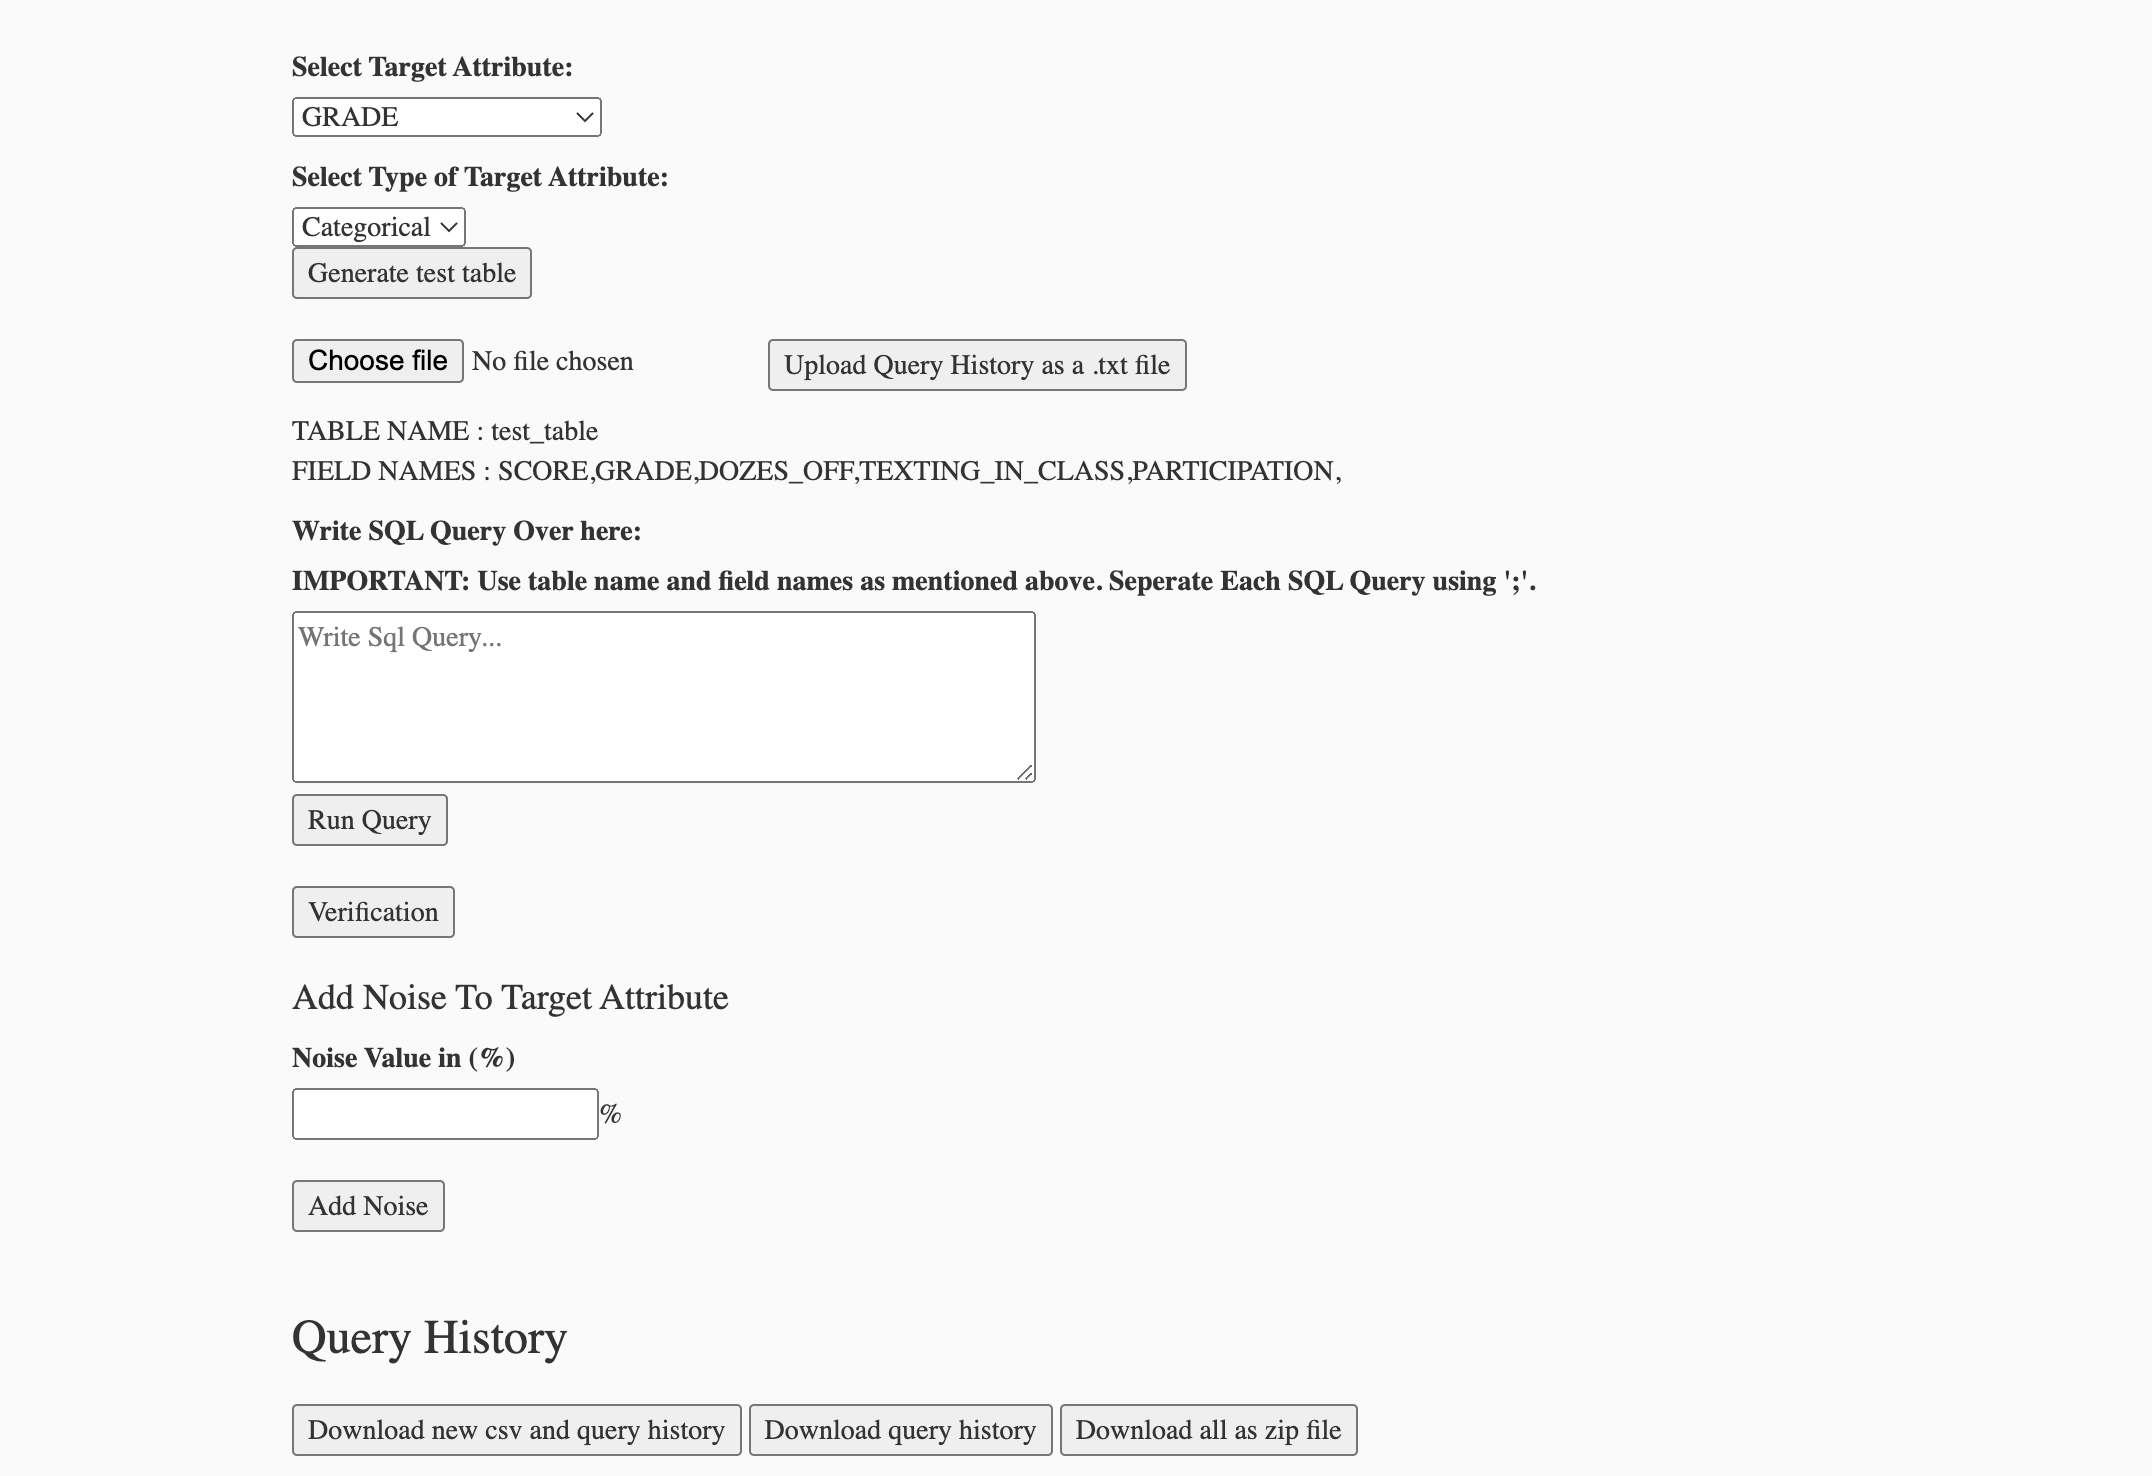 Select Target Attribute:
GRADE
Select Type of Target Attribute:
Categorical
Generate test table
Choose file No file chosen Upload Query History as a .txt file
TABLE NAME : test_table
FIELD NAMES : SCORE,GRADE,DOZES_OFF,TEXTING_IN_CLASS,PARTICIPATION,
Write SQL Query Over here:
IMPORTANT: Use table name and field names as mentioned above. Seperate Each SQL Query using ';'.
Write Sql Query...
Run Query
Verification
Add Noise To Target Attribute
Noise Value in (%)
%
Add Noise
Query History
Download new csv and query history Download query history Download all as zip file